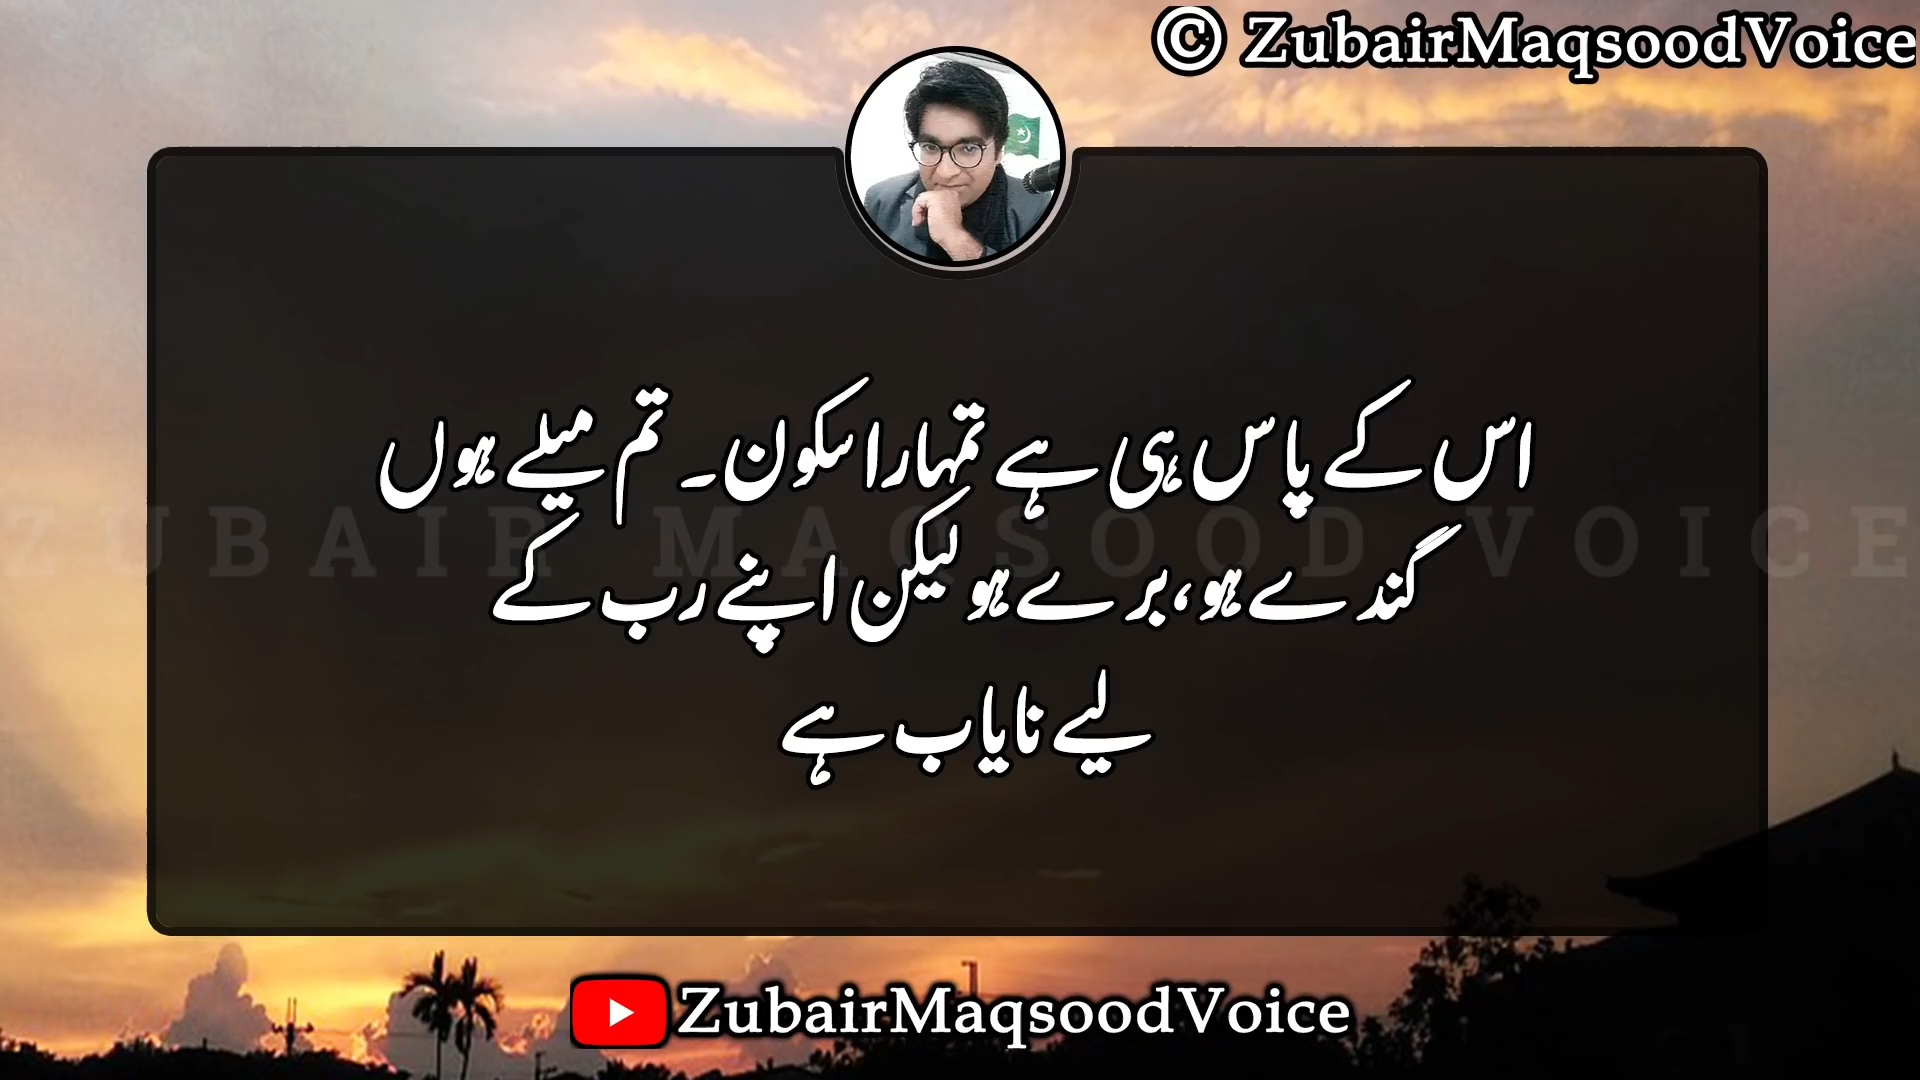 © ZubairMaqsoodVoice
اس کے پاس ہی ہے تمہارا سکون۔ تم میلے ہوں
ZUBAIR MAQSOOD VOICE
گندے ہو، برے ہو لیکن اپنے رب کے
لیے نایاب ہے
ZubairMaqsoodVoice